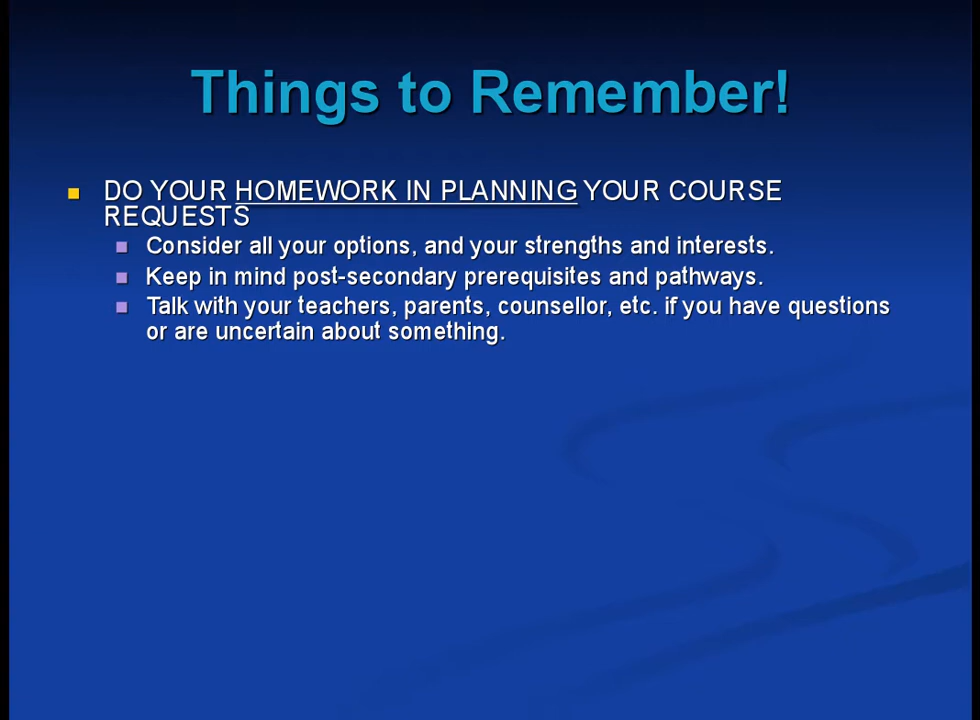 Things to Remember!
DO YOUR HOMEWORK IN PLANNING YOUR COURSE
REQUESTS
Consider all your options, and your strengths and interests.
Keep in mind post-secondary prerequisites and pathways.
Talk with your teachers, parents, counsellor, etc. if you have questions
or are uncertain about something.